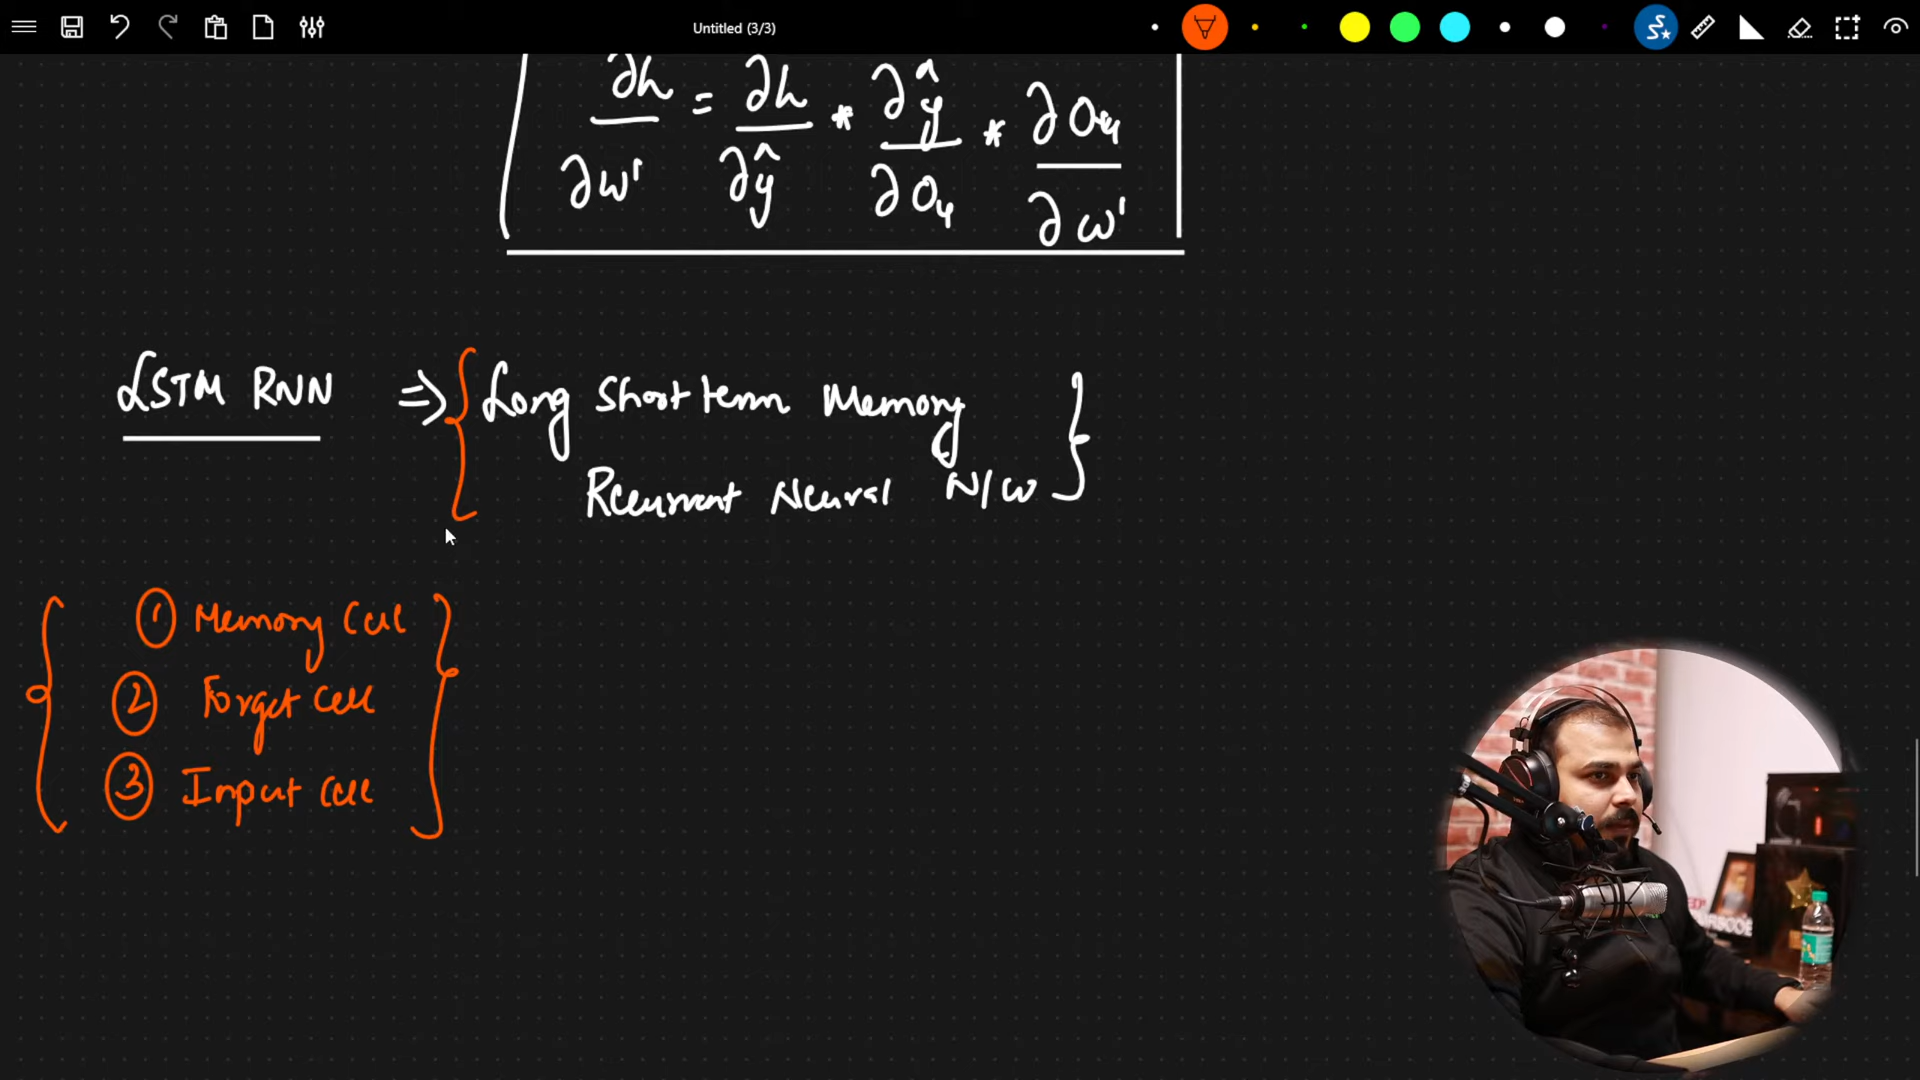 Untitled (3/3)
∂h/∂w' = ∂h/∂ŷ * ∂ŷ/∂O₄ * ∂O₄/∂w'
LSTM RNN ⇒ { Long Short term Memory
Recurrent Neural N/w }
① Memory Cell
② Forget Cell
③ Input Cell